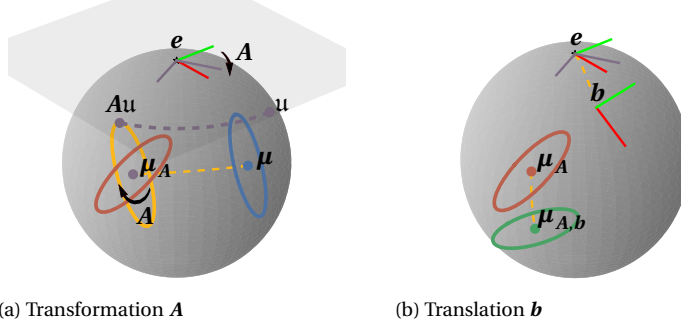 e
A
Au
u
μ_A
μ
A
e
b
μ_A
μ_A,b
(a) Transformation A
(b) Translation b